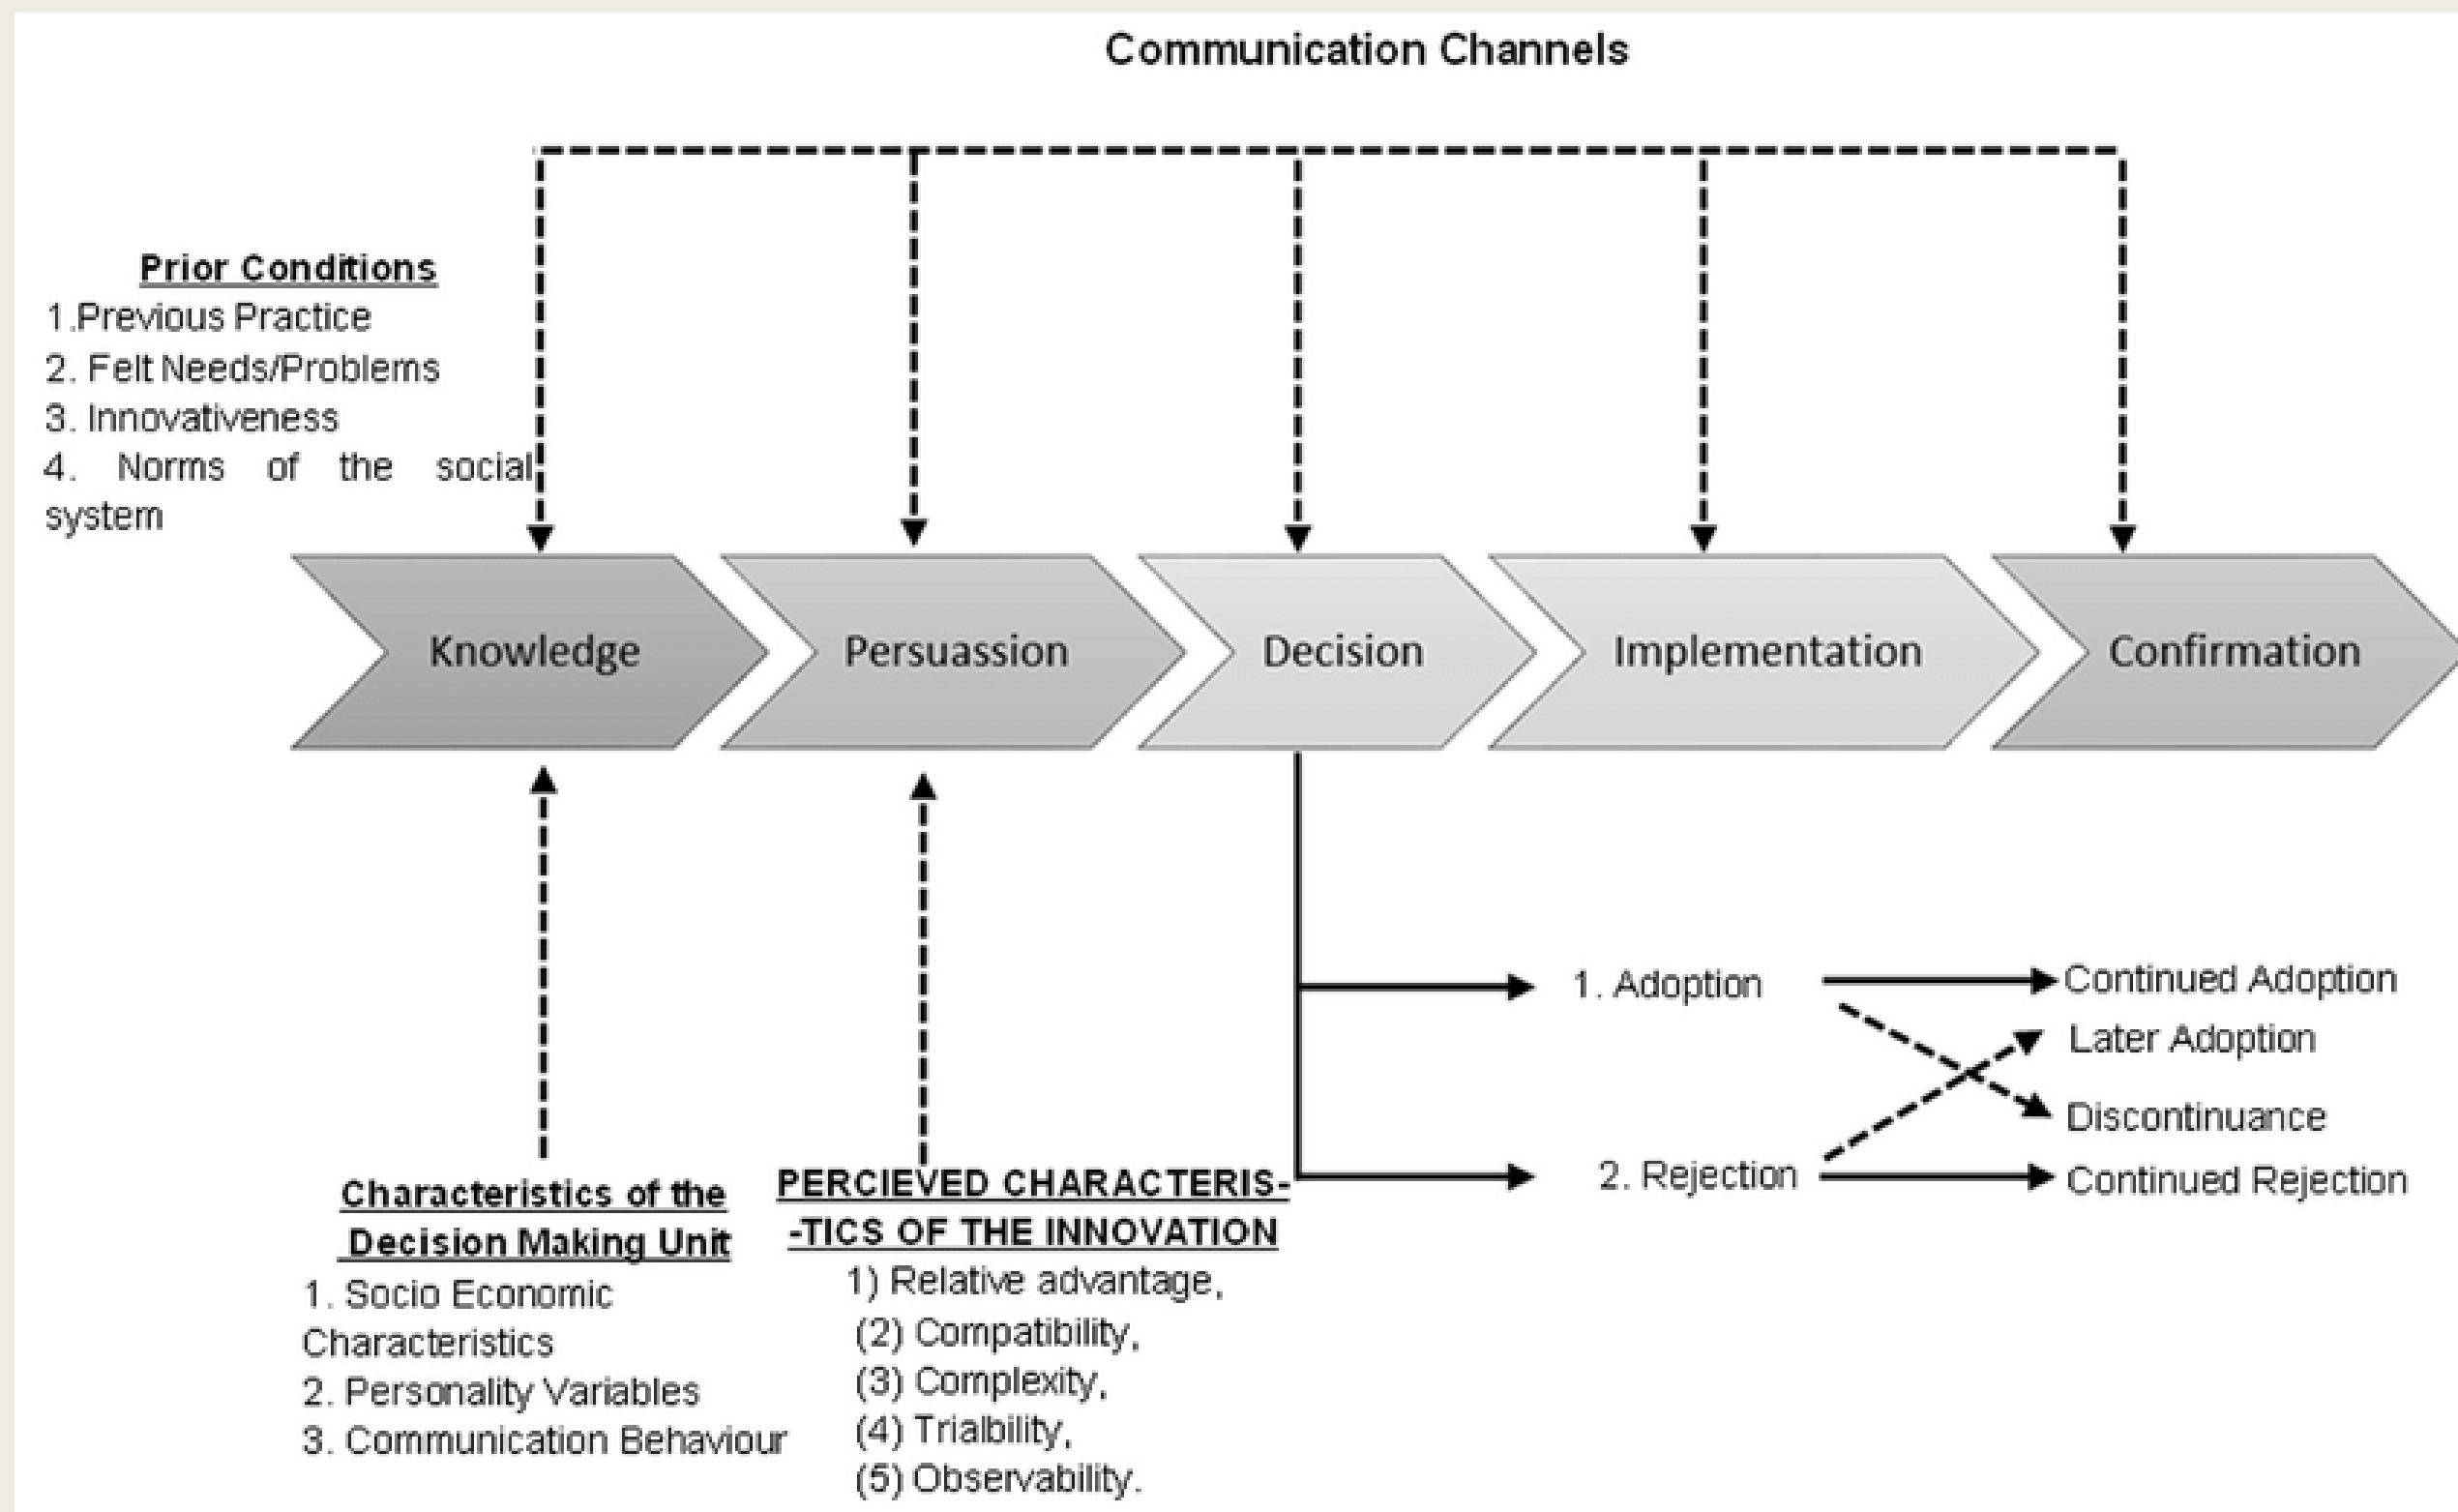 Communication Channels
Prior Conditions
1.Previous Practice
2. Felt Needs/Problems
3. Innovativeness
4. Norms of the social
system
Knowledge
Persuassion
Decision
Implementation
Confirmation
1. Adoption
Continued Adoption
Later Adoption
Discontinuance
2. Rejection
Continued Rejection
Characteristics of the
Decision Making Unit
1. Socio Economic
Characteristics
2. Personality Variables
3. Communication Behaviour
PERCIEVED CHARACTERIS-
-TICS OF THE INNOVATION
1) Relative advantage,
(2) Compatibility,
(3) Complexity,
(4) Trialbility,
(5) Observability.